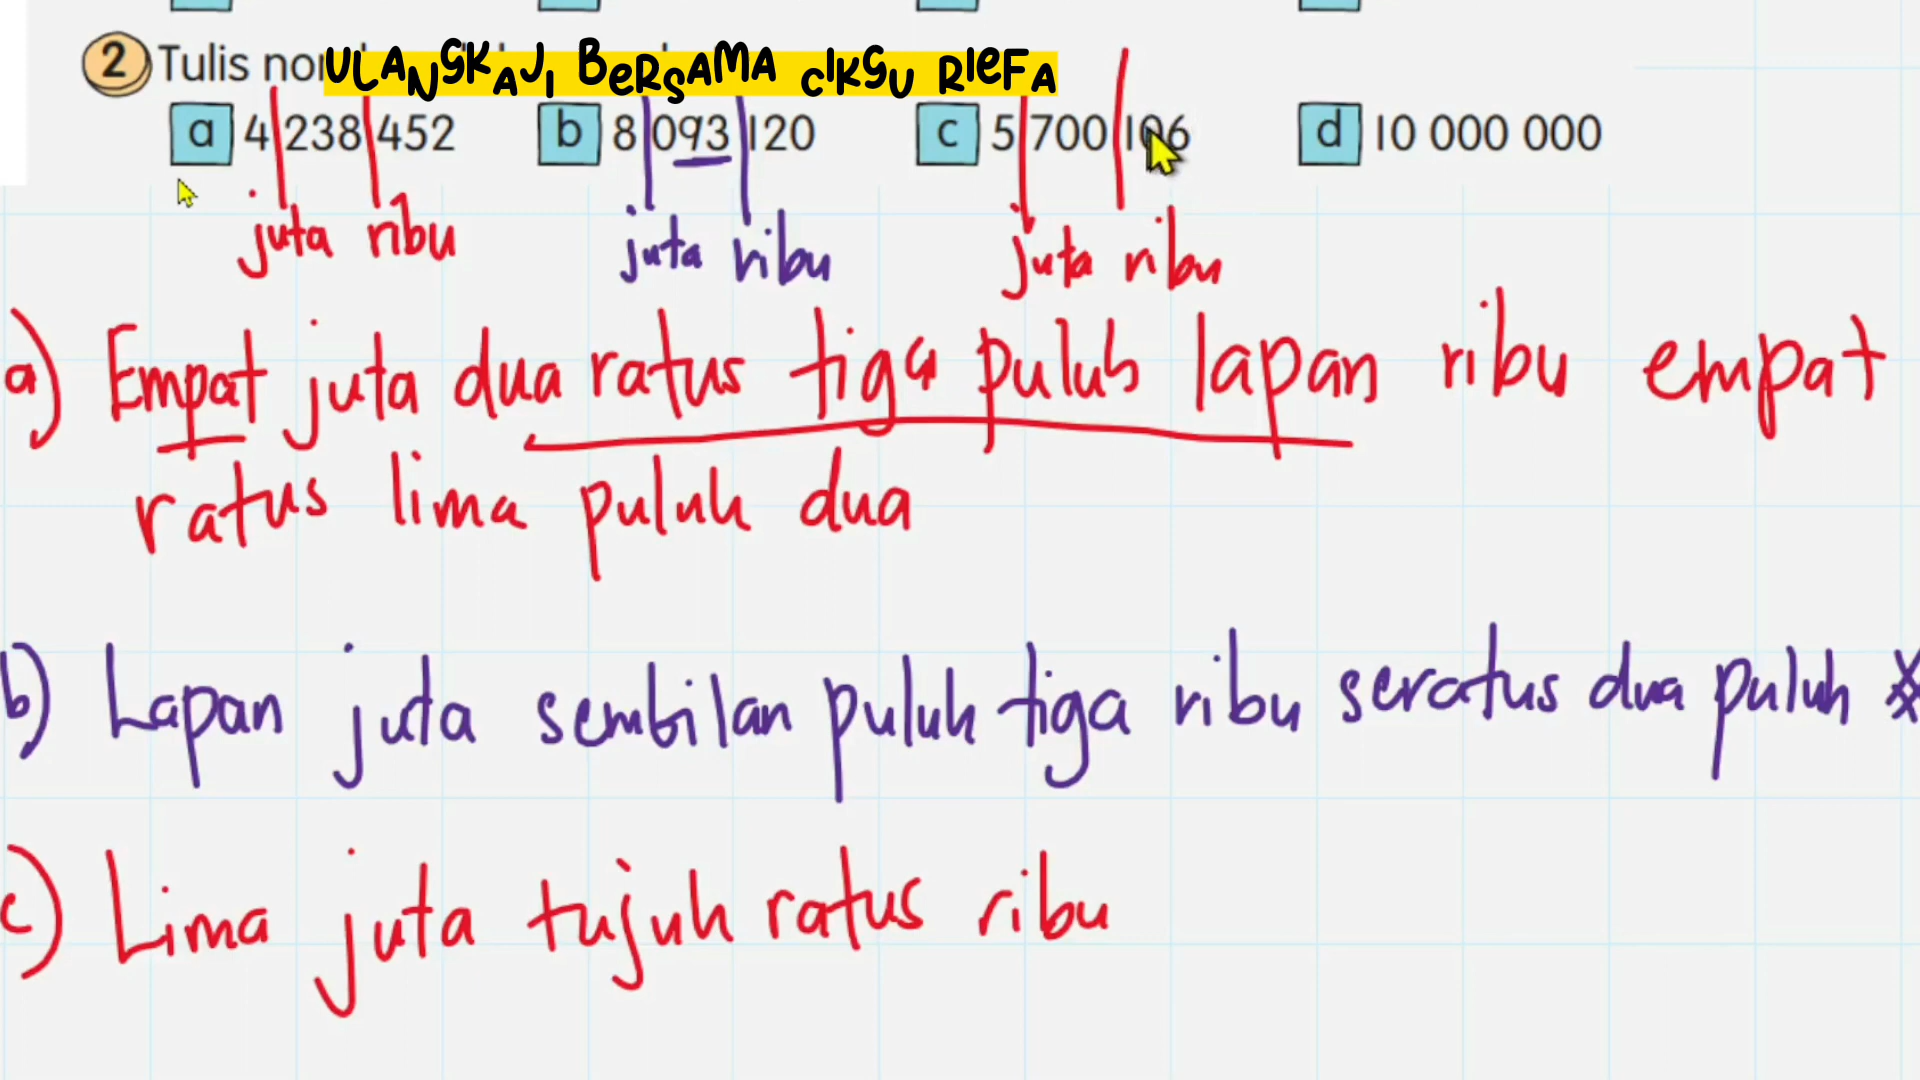 2 Tulis
ULANGKAJI BERSAMA CIKGU RIEFA
a 4 238 452 b 8 093 120 c 5 700 106 d 10 000 000
juta ribu juta ribu juta ribu
a) Empat juta dua ratus tiga puluh lapan ribu empat
ratus lima puluh dua
b) Lapan juta sembilan puluh tiga ribu seratus dua puluh
c) Lima juta tujuh ratus ribu